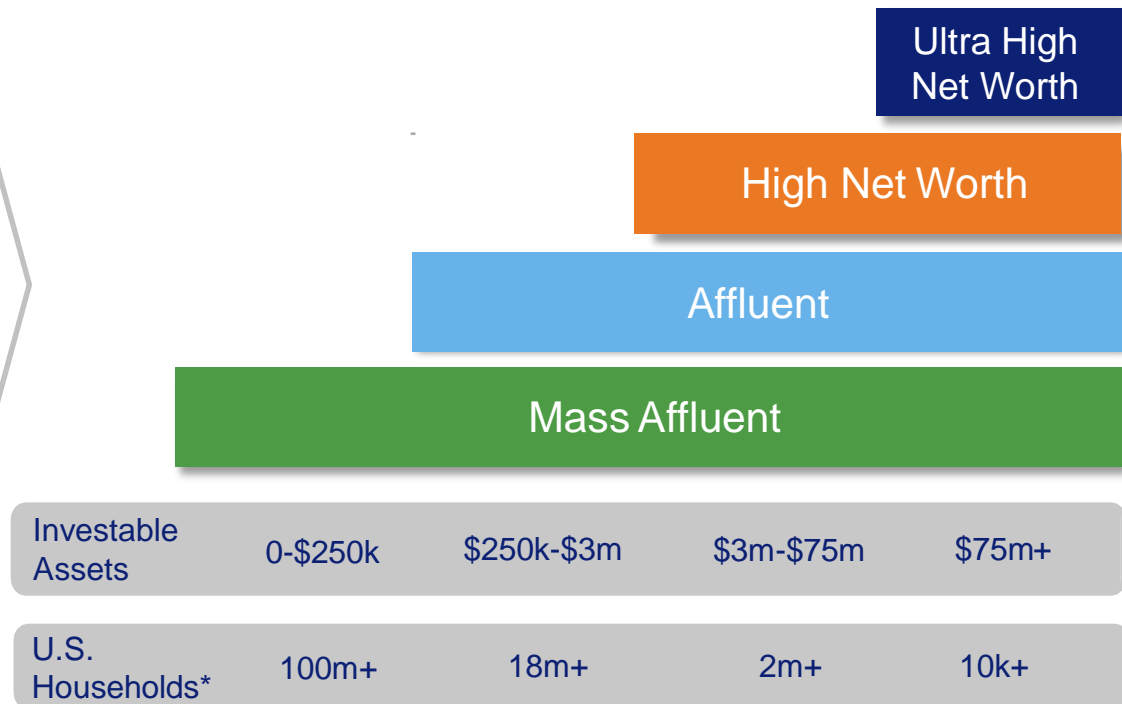 Ultra High
Net Worth
High Net Worth
Affluent
Mass Affluent
Investable
Assets
0-$250k
$250k-$3m
$3m-$75m
$75m+
U.S.
Households*
100m+
18m+
2m+
10k+